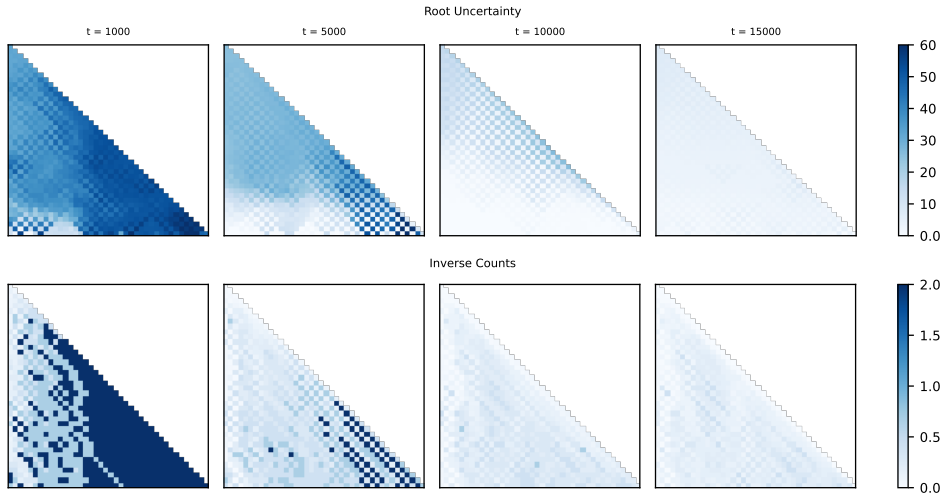 Root Uncertainty
t = 1000
t = 5000
t = 10000
t = 15000
60
50
40
30
20
10
0.0
Inverse Counts
2.0
1.5
1.0
0.5
0.0